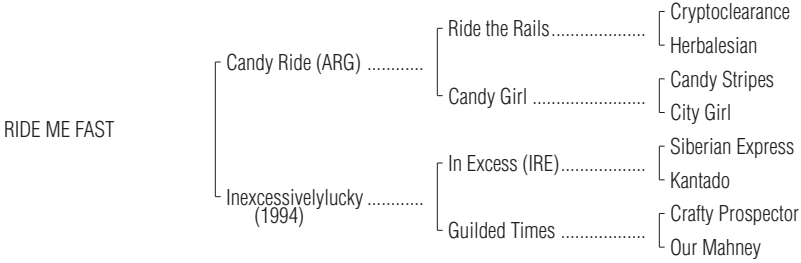 Cryptoclearance
Ride the Rails.....................
Herbalesian
Candy Ride (ARG) ............
Candy Stripes
Candy Girl .........................
City Girl
RIDE ME FAST
Siberian Express
In Excess (IRE)...................
Kantado
Inexcessivelylucky ............
(1994)
Crafty Prospector
Guilded Times ...................
Our Mahney